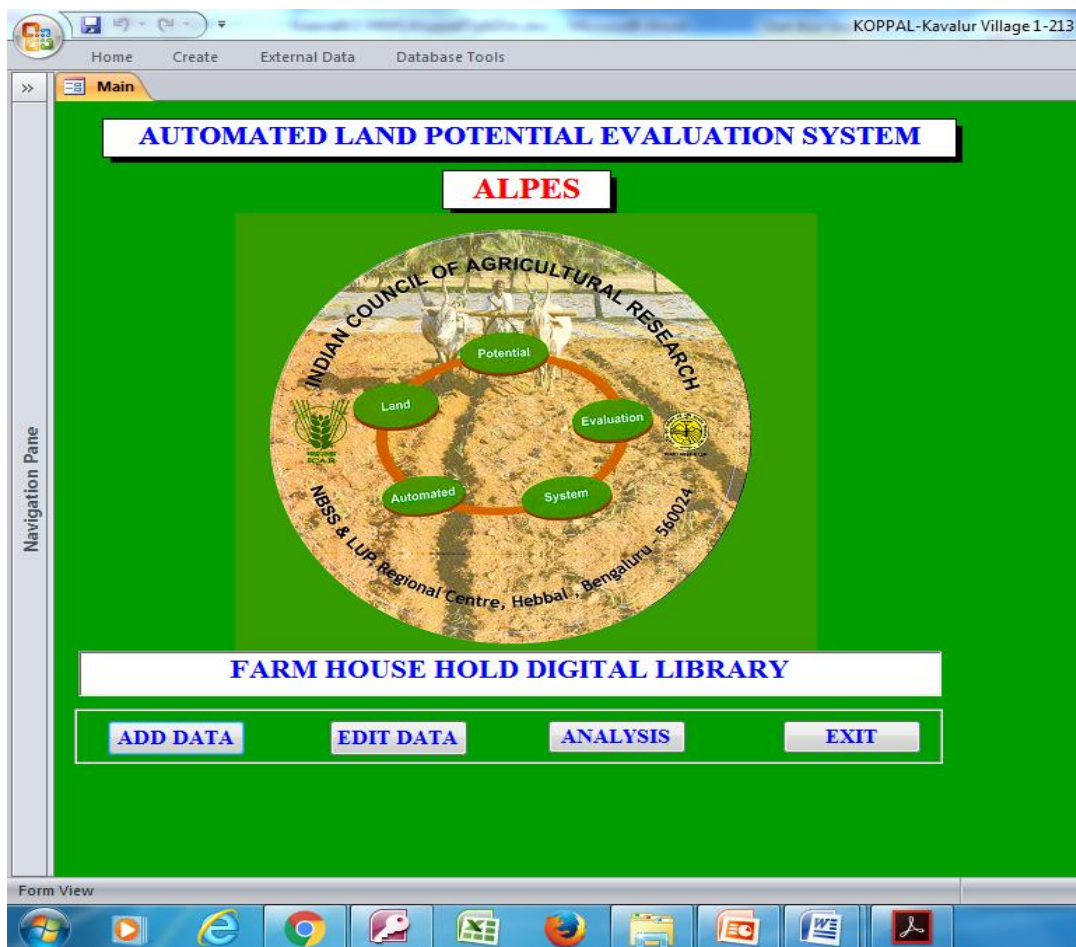 KOPPAL-Kavalur Village 1-213
Home Create External Data Database Tools
Main
Navigation Pane
AUTOMATED LAND POTENTIAL EVALUATION SYSTEM
ALPES
INDIAN COUNCIL OF AGRICULTURAL RESEARCH
Potential
Land
Evaluation
ICAR
Automated
System
NBSS & LUP, Regional Centre, Hebbal , Bengaluru - 560024
FARM HOUSE HOLD DIGITAL LIBRARY
ADD DATA EDIT DATA ANALYSIS EXIT
Form View